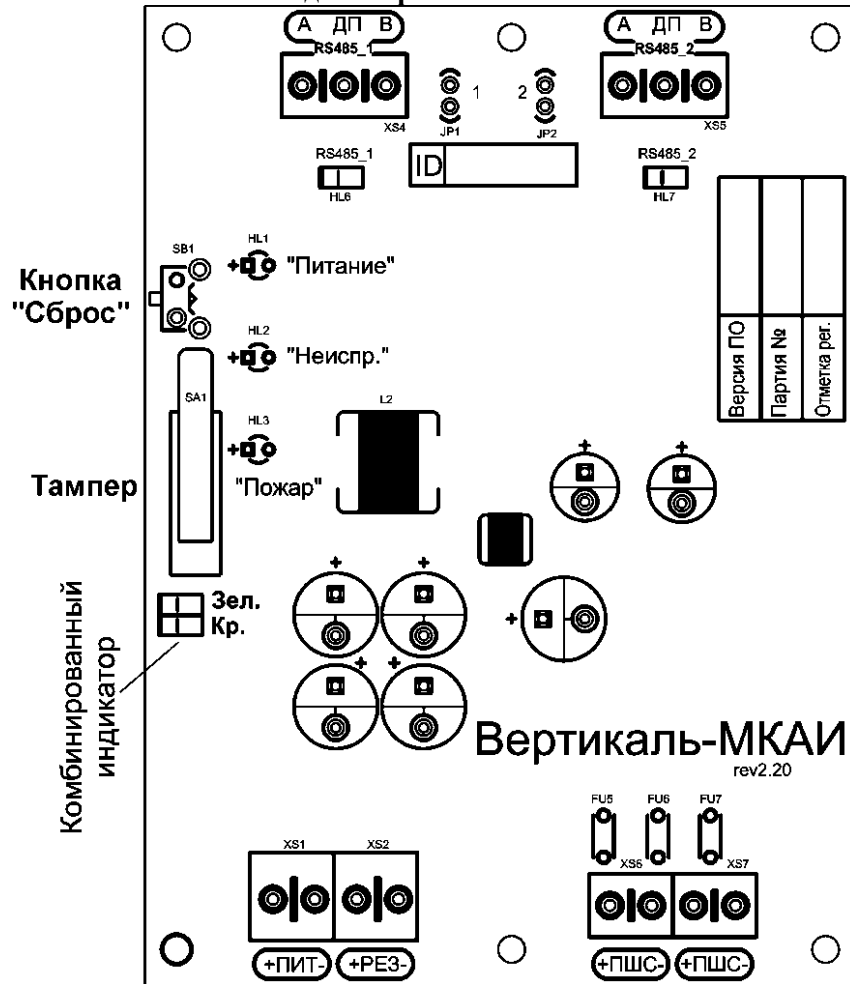 А ДП В
RS485_1
XS4
1
JP1
2
JP2
А ДП В
RS485_2
XS5
RS485_1
HL6
ID
RS485_2
HL7
Версия ПО
Партия №
Отметка рег.
Кнопка
"Сброс"
SB1
HL1
+ "Питание"
HL2
+ "Неиспр."
SA1
HL3
+
"Пожар"
Тампер
L2
+
+
Зел.
Кр.
Комбинированный
индикатор
+
+
+
+ +
Вертикаль-МКАИ
rev2.20
FU5
FU6
FU7
XS1
XS2
XS6
XS7
+ПИТ-
+РЕЗ-
+ПШС-
+ПШС-